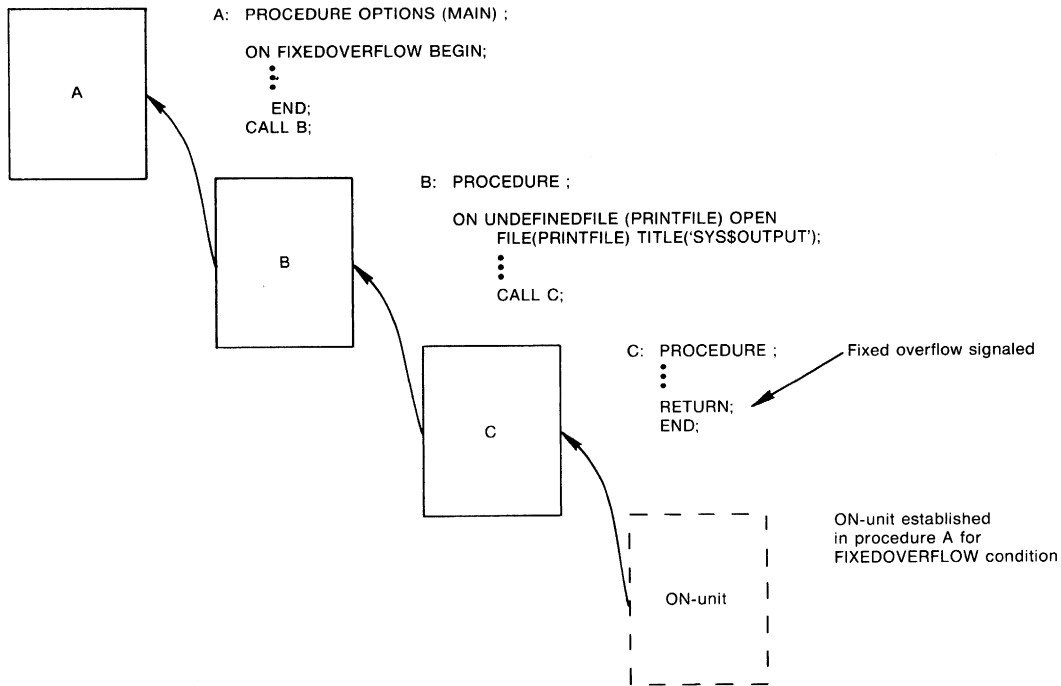 A: PROCEDURE OPTIONS (MAIN) ;
ON FIXEDOVERFLOW BEGIN;
END;
CALL B;
A
B: PROCEDURE ;
ON UNDEFINEDFILE (PRINTFILE) OPEN
FILE(PRINTFILE) TITLE('SYS$OUTPUT');
CALL C;
B
C: PROCEDURE ;
Fixed overflow signaled
RETURN;
END;
C
ON-unit established
in procedure A for
FIXEDOVERFLOW condition
ON-unit